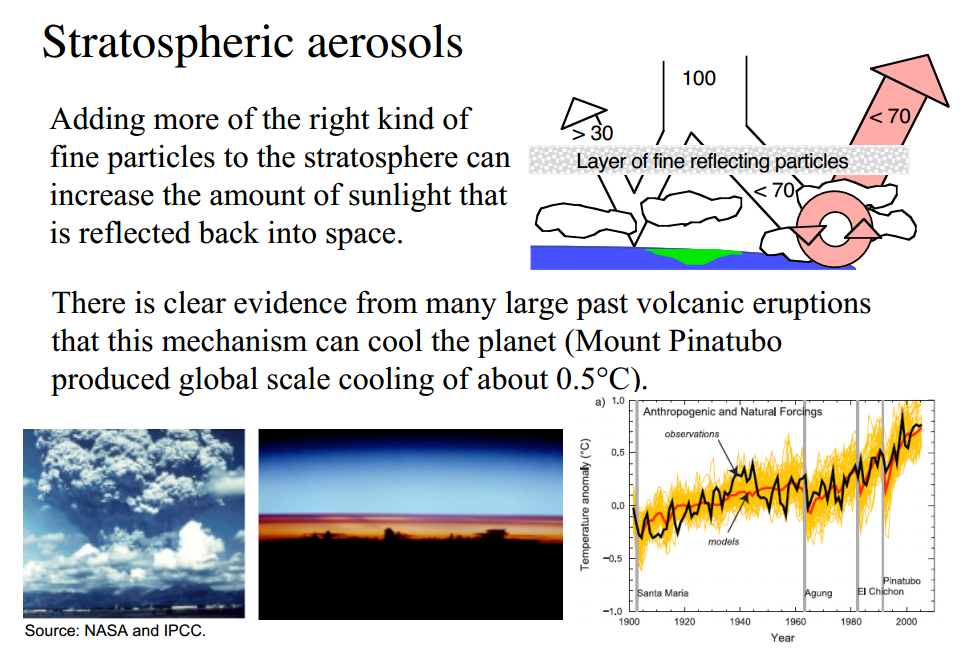 Stratospheric aerosols
Adding more of the right kind of
fine particles to the stratosphere can
increase the amount of sunlight that
is reflected back into space.
100
> 30
< 70
Layer of fine reflecting particles
< 70
There is clear evidence from many large past volcanic eruptions
that this mechanism can cool the planet (Mount Pinatubo
produced global scale cooling of about 0.5°C).
a)
Anthropogenic and Natural Forcings
observations
models
Temperature anomaly (°C)
1.0
0.5
0.0
−0.5
−1.0
Santa Maria
Agung
El Chichon
Pinatubo
1900 1920 1940 1960 1980 2000
Year
Source: NASA and IPCC.